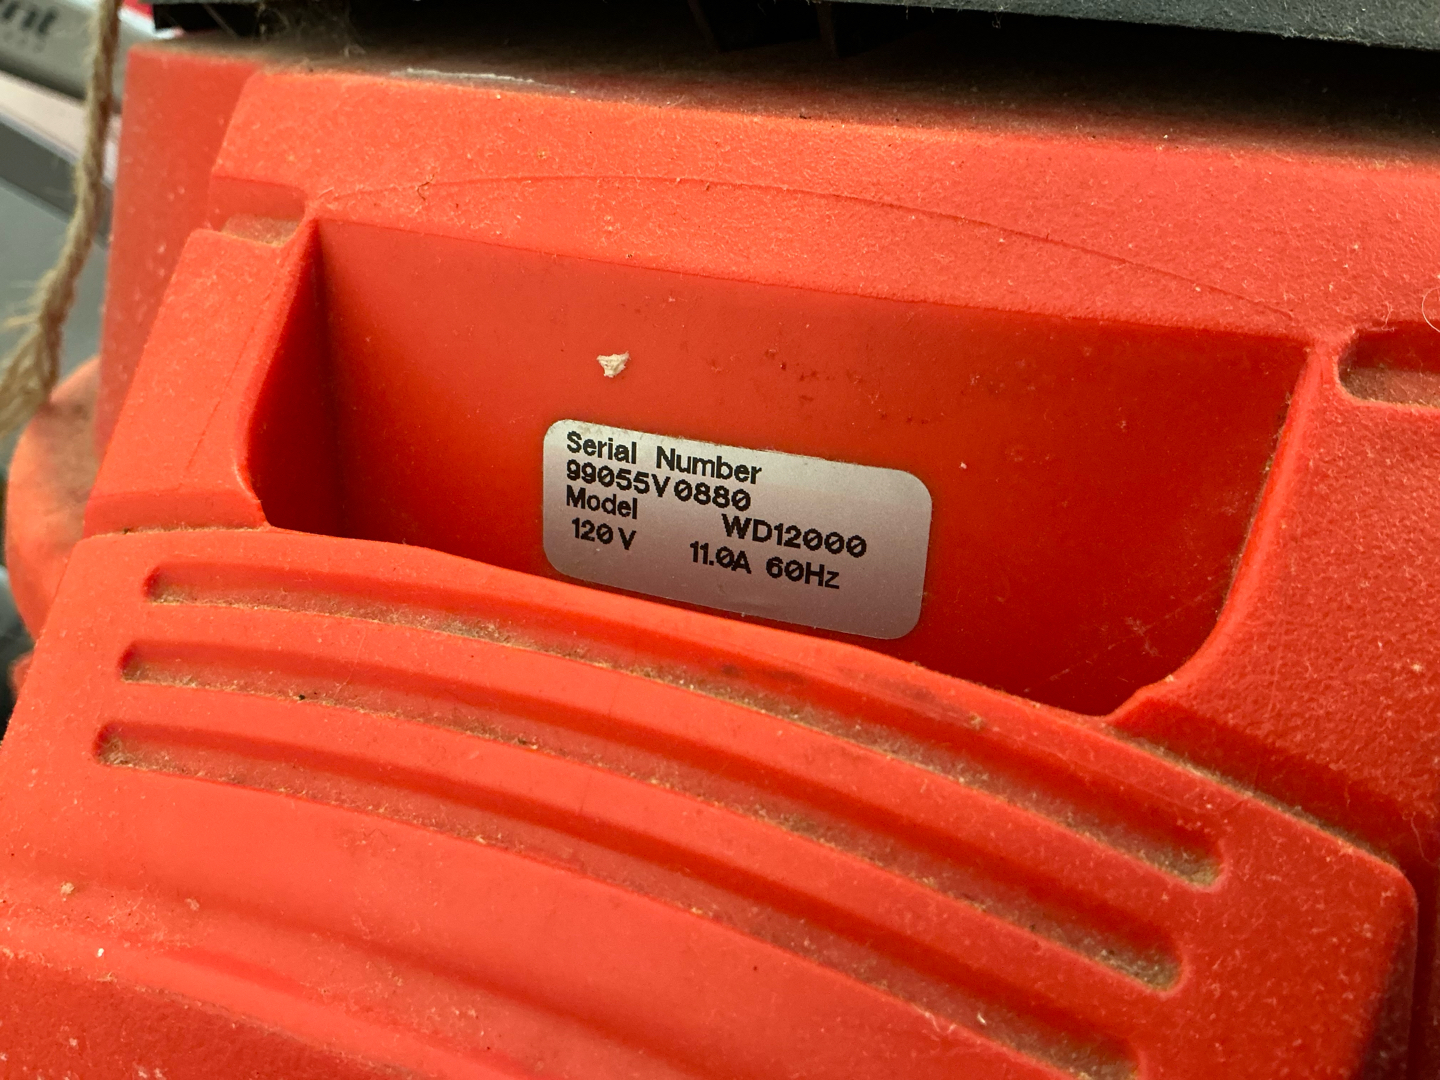 Serial Number
99055V0880
Model WD12000
120V 11.0A 60Hz